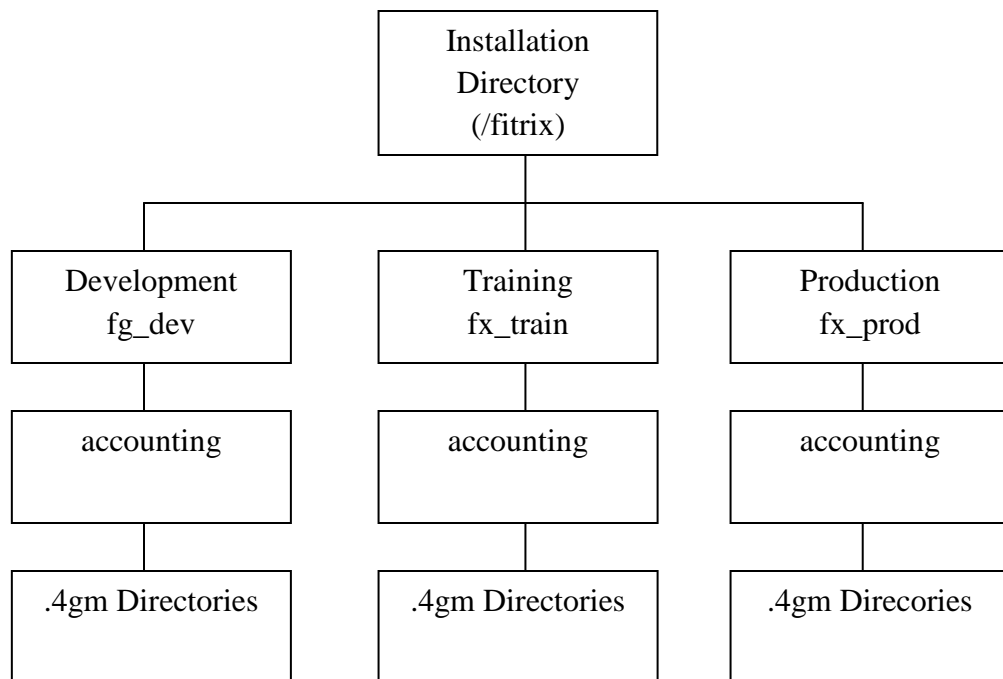 Installation
Directory
(/fitrix)
Development
fg_dev
Training
fx_train
Production
fx_prod
accounting
accounting
accounting
.4gm Directories
.4gm Directories
.4gm Direcories